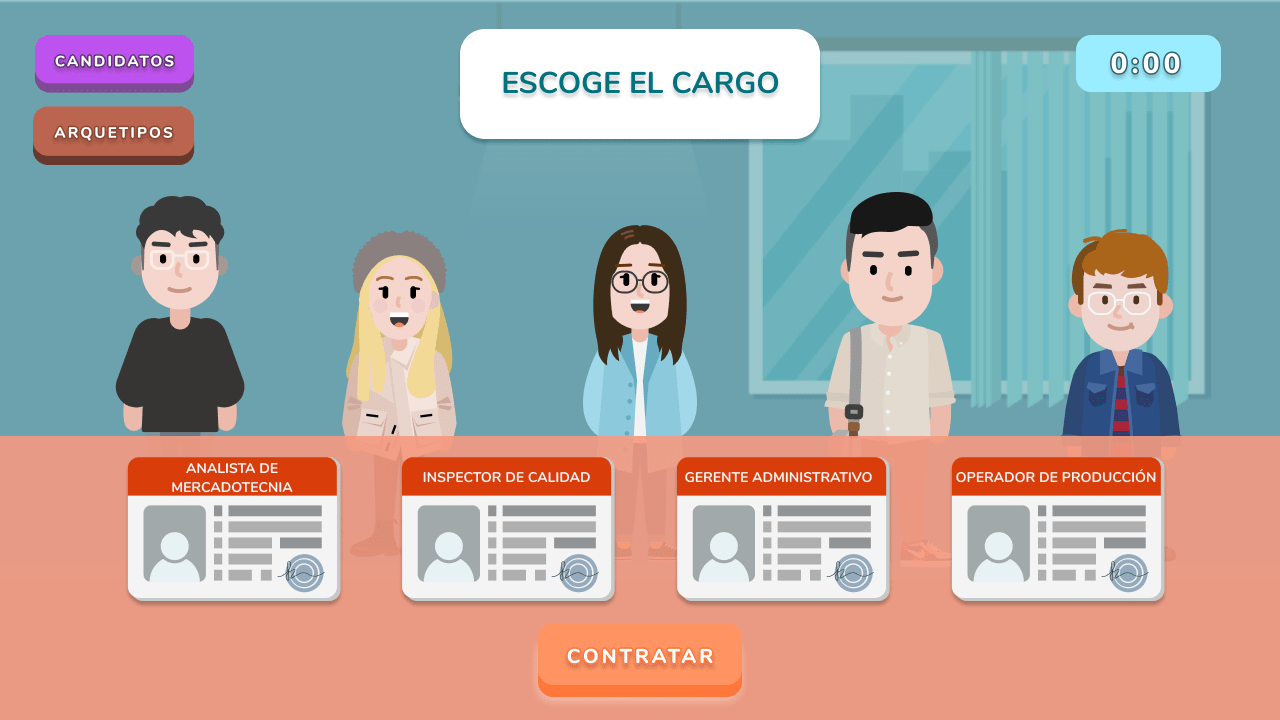 CANDIDATOS
ESCOGE EL CARGO
0:00
ARQUETIPOS
ANALISTA DE
MERCADOTECNIA
INSPECTOR DE CALIDAD
GERENTE ADMINISTRATIVO
OPERADOR DE PRODUCCIÓN
CONTRATAR